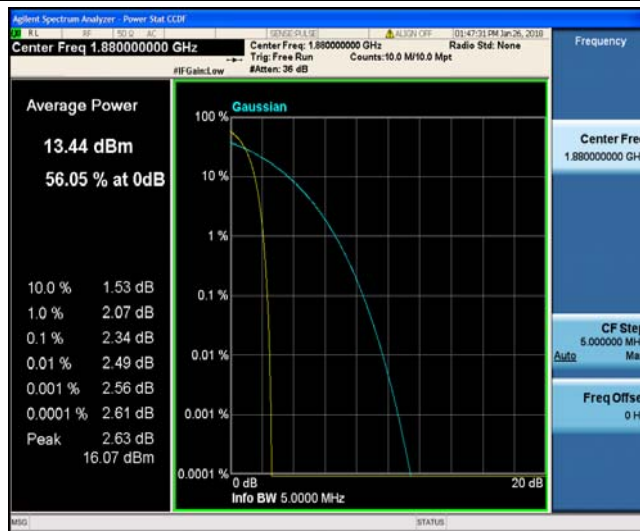 Agilent Spectrum Analyzer - Power Stat CCDF
RL RF 50 Ω AC SENSE:PULSE ALIGN OFF 01:47:31 PM Jan 26, 2018
Center Freq 1.880000000 GHz
Center Freq: 1.880000000 GHz Radio Std: None
Trig: Free Run Counts:10.0 M/10.0 Mpt
#IFGain:Low #Atten: 36 dB
Frequency
Average Power
13.44 dBm
56.05 % at 0dB
10.0 % 1.53 dB
1.0 % 2.07 dB
0.1 % 2.34 dB
0.01 % 2.49 dB
0.001 % 2.56 dB
0.0001 % 2.61 dB
Peak 2.63 dB
16.07 dBm
Gaussian
100 %
10 %
1 %
0.1 %
0.01 %
0.001 %
0.0001 %
0 dB 20 dB
Info BW 5.0000 MHz
Center Fre
1.880000000 GH
CF Ste
5.000000 MH
Auto Ma
Freq Offse
0 H
MSG STATUS